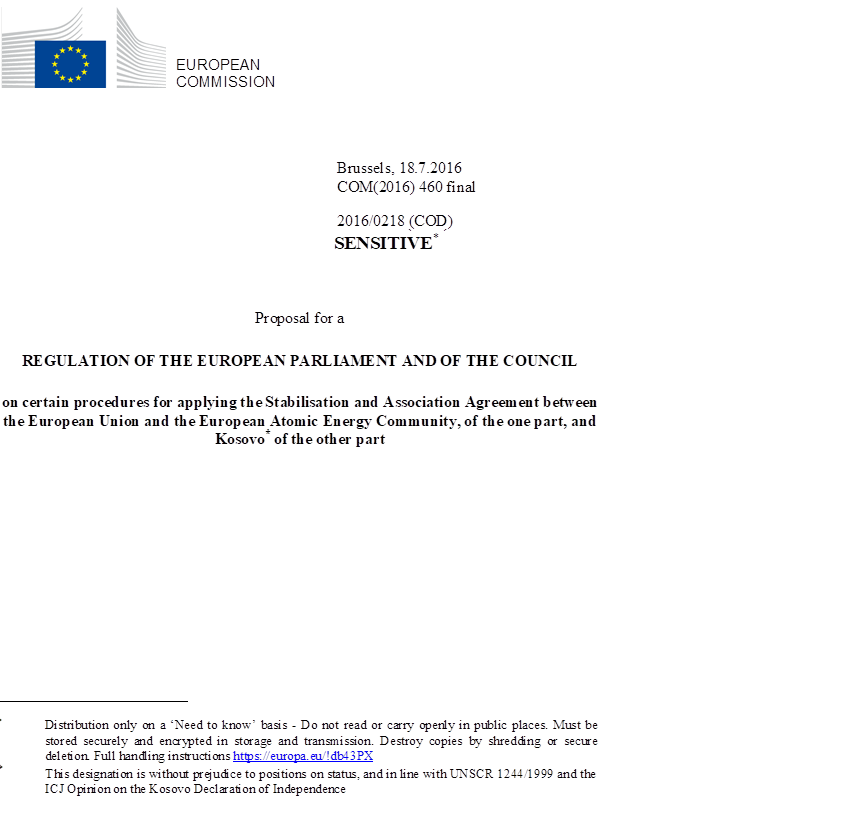 EUROPEAN
COMMISSION
Brussels, 18.7.2016
COM(2016) 460 final
2016/0218 (COD)
SENSITIVE*
Proposal for a
REGULATION OF THE EUROPEAN PARLIAMENT AND OF THE COUNCIL
on certain procedures for applying the Stabilisation and Association Agreement between
the European Union and the European Atomic Energy Community, of the one part, and
Kosovo* of the other part
Distribution only on a ‘Need to know’ basis - Do not read or carry openly in public places. Must be
stored securely and encrypted in storage and transmission. Destroy copies by shredding or secure
deletion. Full handling instructions https://europa.eu/!db43PX
This designation is without prejudice to positions on status, and in line with UNSCR 1244/1999 and the
ICJ Opinion on the Kosovo Declaration of Independence